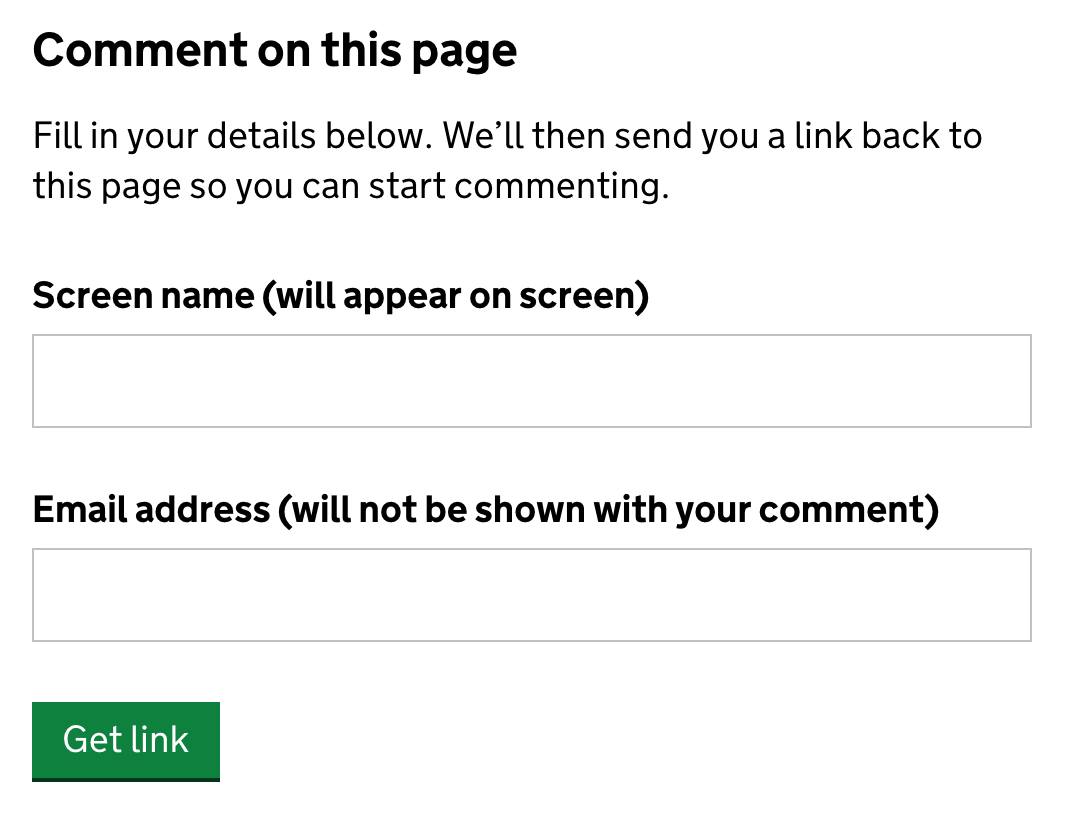 Comment on this page
Fill in your details below. We’ll then send you a link back to
this page so you can start commenting.
Screen name (will appear on screen)
Email address (will not be shown with your comment)
Get link